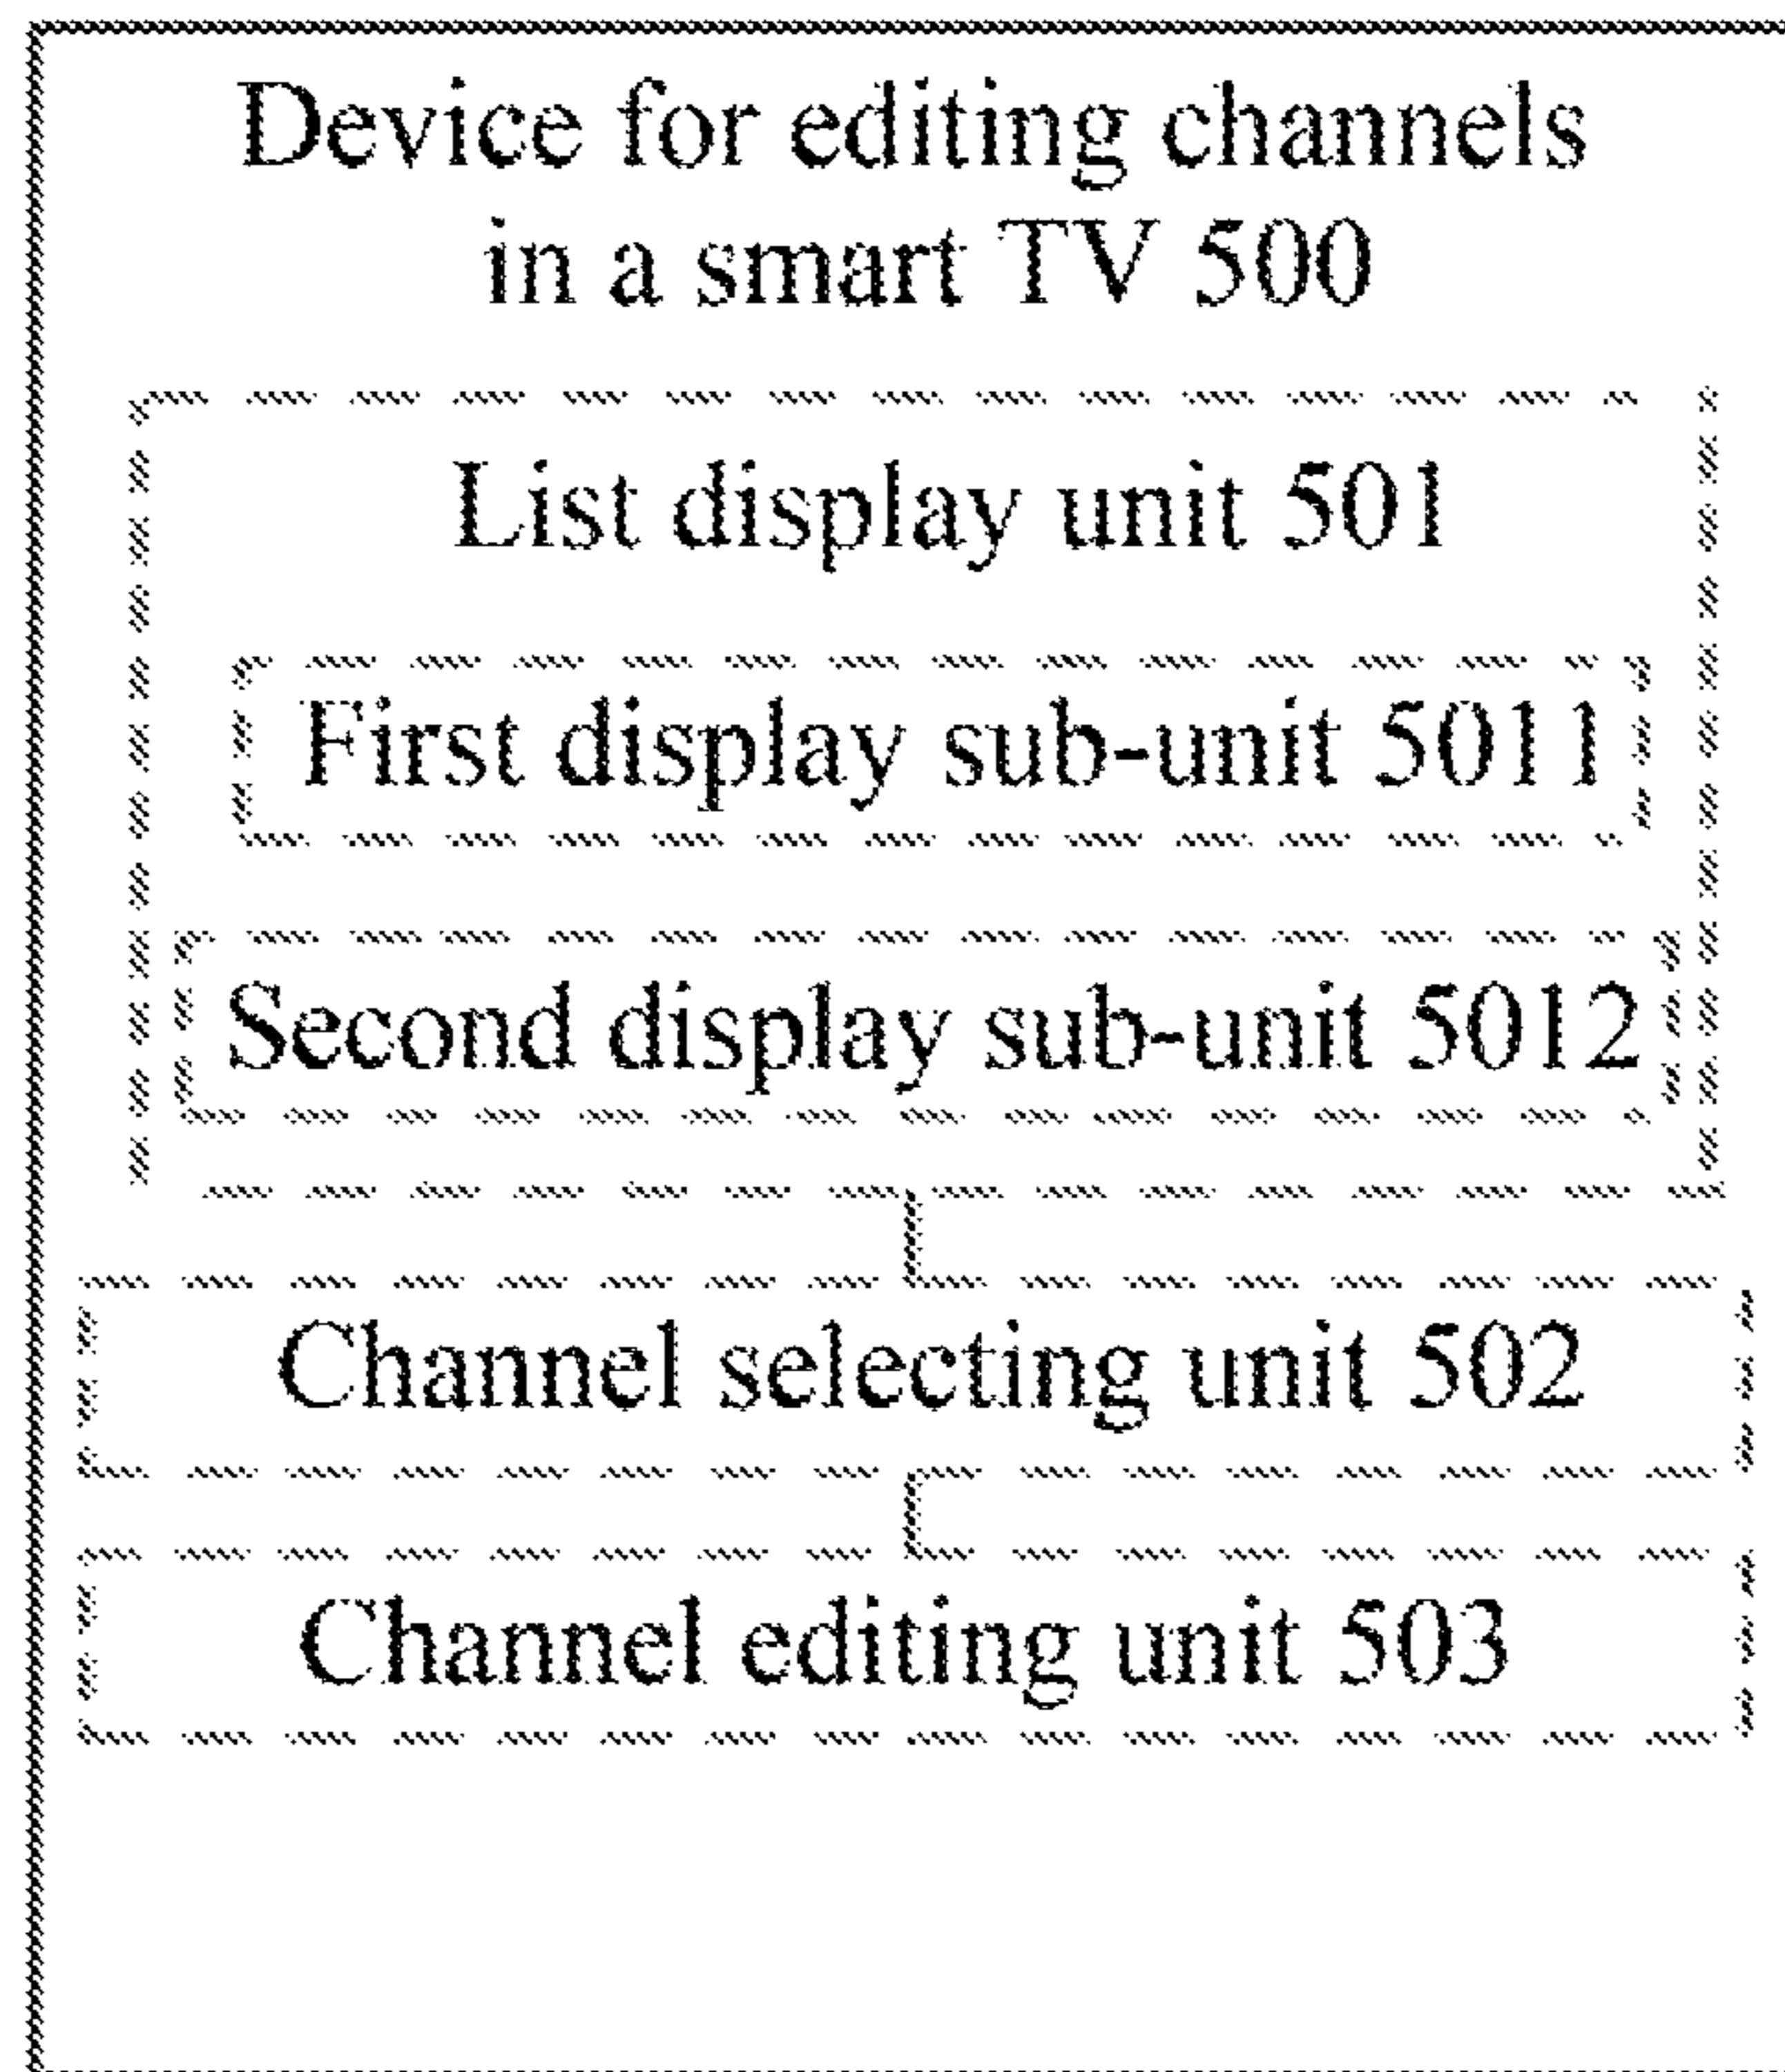 Device for editing channels
in a smart TV 500
List display unit 501
First display sub-unit 5011
Second display sub-unit 5012
Channel selecting unit 502
Channel editing unit 503